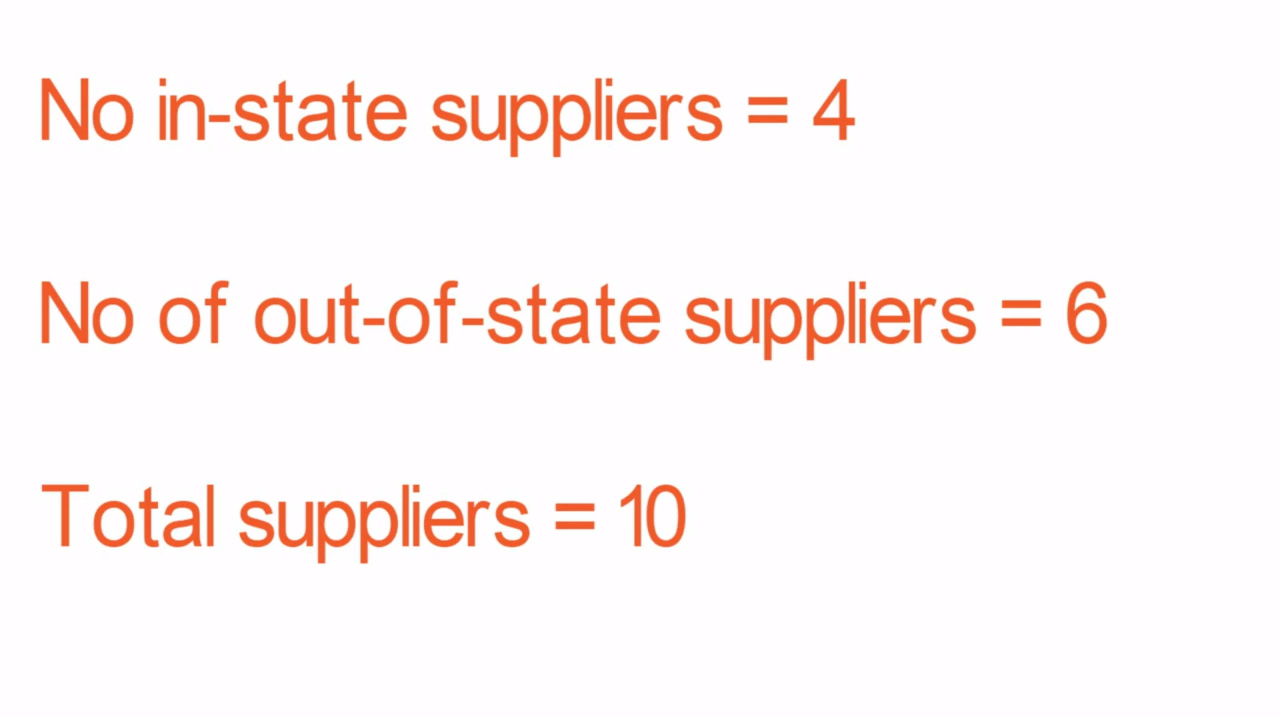 No in-state suppliers = 4
No of out-of-state suppliers = 6
Total suppliers = 10